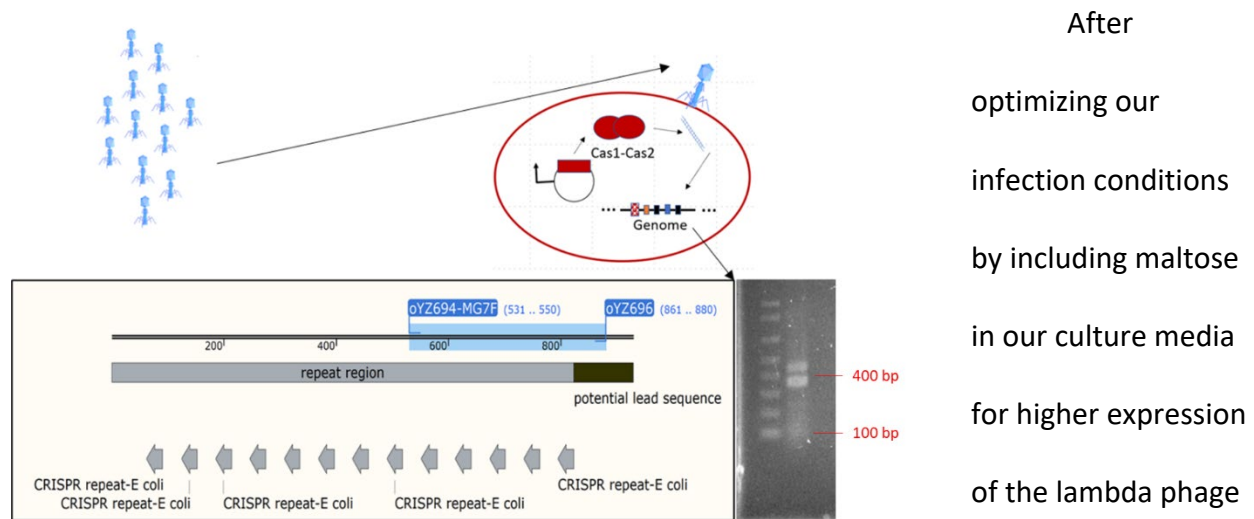 After
optimizing our
infection conditions
by including maltose
in our culture media
for higher expression
of the lambda phage
Cas1-Cas2
... ...
Genome
oYZ694-MG7F (531 .. 550) oYZ696 (861 .. 880)
200 400 600 800
repeat region
potential lead sequence
CRISPR repeat-E coli CRISPR repeat-E coli
CRISPR repeat-E coli CRISPR repeat-E coli CRISPR repeat-E coli
400 bp
100 bp